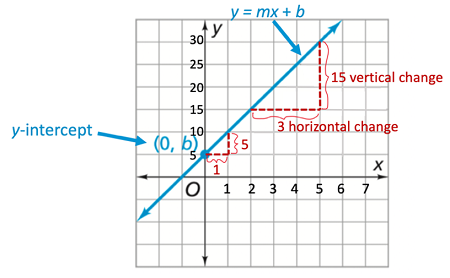 y = mx + b
y
30
25
20
15
10
5
15 vertical change
3 horizontal change
y-intercept
(0, b)
5
1
x
O
1 2 3 4 5 6 7